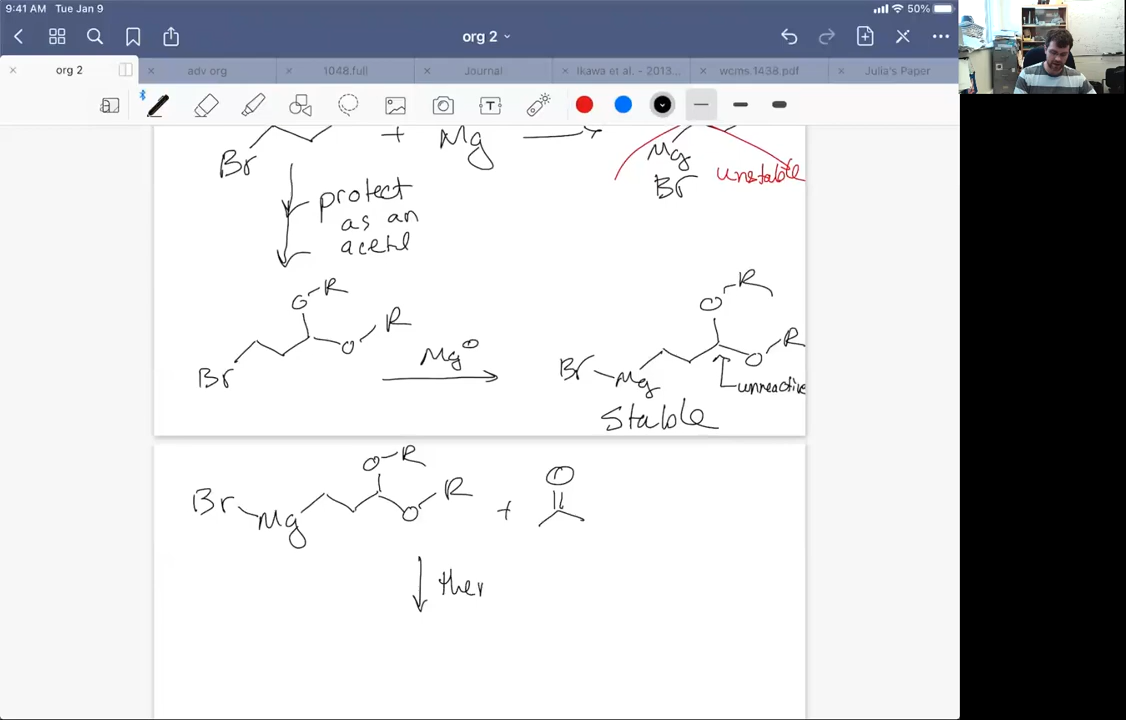 9:41 AM Tue Jan 9
50%
org 2
org 2
adv org
1048.full
Journal
Ikawa et al. - 2013...
wcms.1438.pdf
Julia's Paper
Br
+ Mg
Mg
Br
unstable
protect
as an
acetal
O R
O R
Br
Mg⁰
O R
O R
Br Mg
unreactive
Stable
O R
Br Mg
O R
+
O
then